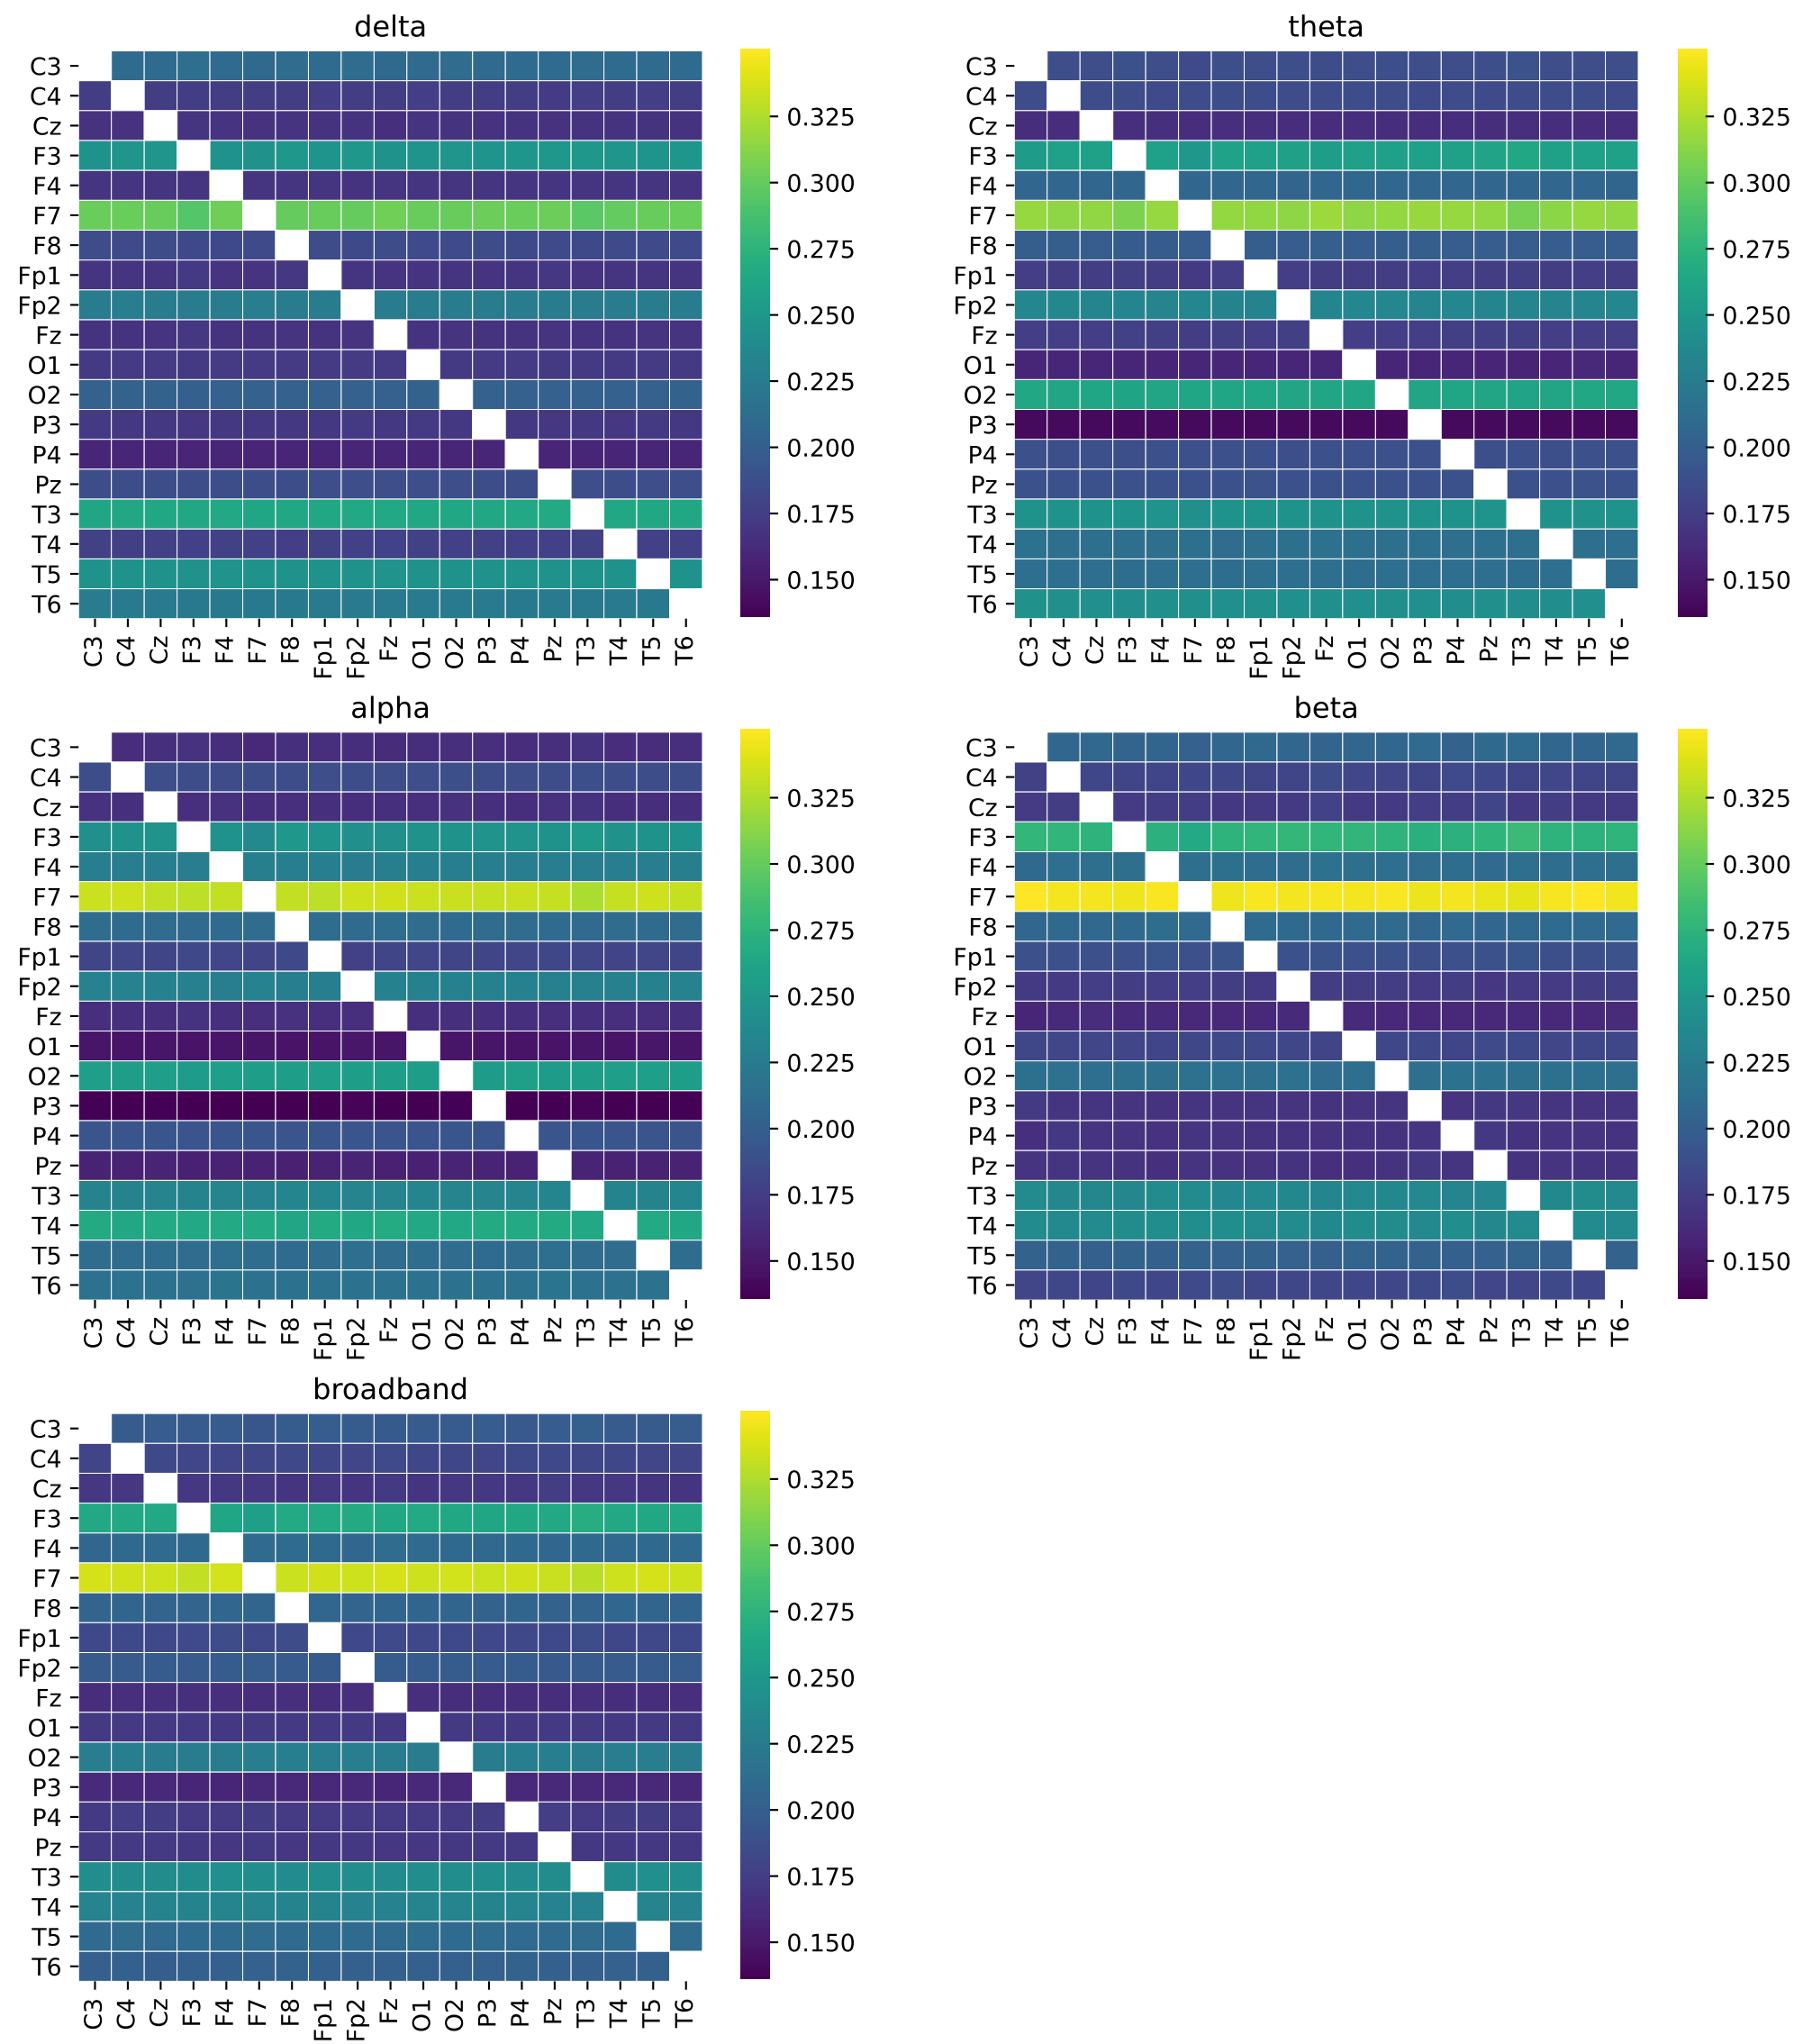 delta
C3
C4
Cz
F3
F4
F7
F8
Fp1
Fp2
Fz
O1
O2
P3
P4
Pz
T3
T4
T5
T6
C3 C4 Cz F3 F4 F7 F8 Fp1 Fp2 Fz O1 O2 P3 P4 Pz T3 T4 T5 T6
0.325
0.300
0.275
0.250
0.225
0.200
0.175
0.150
theta
C3
C4
Cz
F3
F4
F7
F8
Fp1
Fp2
Fz
O1
O2
P3
P4
Pz
T3
T4
T5
T6
C3 C4 Cz F3 F4 F7 F8 Fp1 Fp2 Fz O1 O2 P3 P4 Pz T3 T4 T5 T6
0.325
0.300
0.275
0.250
0.225
0.200
0.175
0.150
alpha
C3
C4
Cz
F3
F4
F7
F8
Fp1
Fp2
Fz
O1
O2
P3
P4
Pz
T3
T4
T5
T6
C3 C4 Cz F3 F4 F7 F8 Fp1 Fp2 Fz O1 O2 P3 P4 Pz T3 T4 T5 T6
0.325
0.300
0.275
0.250
0.225
0.200
0.175
0.150
beta
C3
C4
Cz
F3
F4
F7
F8
Fp1
Fp2
Fz
O1
O2
P3
P4
Pz
T3
T4
T5
T6
C3 C4 Cz F3 F4 F7 F8 Fp1 Fp2 Fz O1 O2 P3 P4 Pz T3 T4 T5 T6
0.325
0.300
0.275
0.250
0.225
0.200
0.175
0.150
broadband
C3
C4
Cz
F3
F4
F7
F8
Fp1
Fp2
Fz
O1
O2
P3
P4
Pz
T3
T4
T5
T6
C3 C4 Cz F3 F4 F7 F8 Fp1 Fp2 Fz O1 O2 P3 P4 Pz T3 T4 T5 T6
0.325
0.300
0.275
0.250
0.225
0.200
0.175
0.150